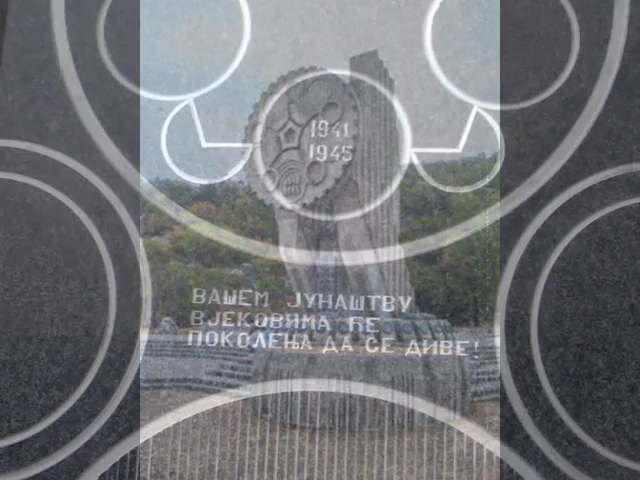 1941
1945
ВАШЕМ ЈУНАШТВУ
ВЈЕКОВИМА ЋЕ
ПОКОЛЕЊА ДА СЕ ДИВЕ!